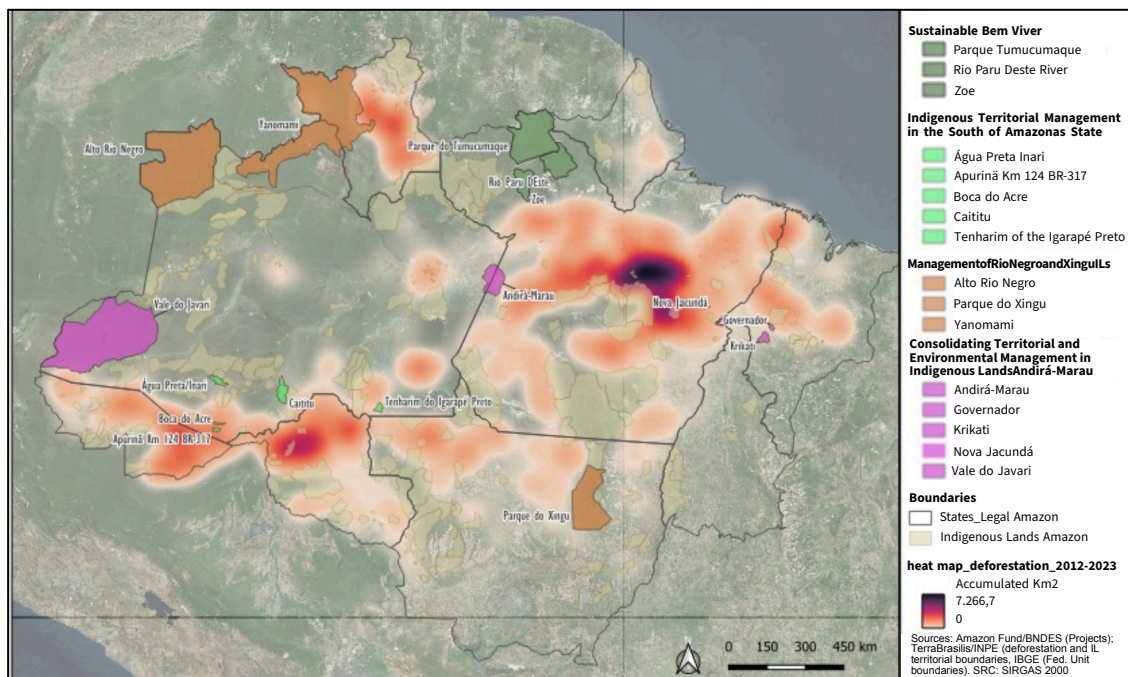 Alto Rio Negro
Yanomami
Parque do Tumucumaque
Rio Paru DEste
Zoe
Vale do Javari
Andirá-Marau
Nova Jacundá
Governador
Krikati
Água Preta/Inari
Caititu
Tenharim do Igarapé Preto
Boca do Acre
Apurinã Km 124 BR-317
Parque do Xingu
0 150 300 450 km
Sustainable Bem Viver
Parque Tumucumaque
Rio Paru Deste River
Zoe
Indigenous Territorial Management
in the South of Amazonas State
Água Preta Inari
Apurinã Km 124 BR-317
Boca do Acre
Caititu
Tenharim of the Igarapé Preto
ManagementofRioNegroandXinguILs
Alto Rio Negro
Parque do Xingu
Yanomami
Consolidating Territorial and
Environmental Management in
Indigenous LandsAndirá-Marau
Andirá-Marau
Governador
Krikati
Nova Jacundá
Vale do Javari
Boundaries
States_Legal Amazon
Indigenous Lands Amazon
heat map_deforestation_2012-2023
Accumulated Km2
7.266,7
0
Sources: Amazon Fund/BNDES (Projects);
TerraBrasilis/INPE (deforestation and IL
territorial boundaries, IBGE (Fed. Unit
boundaries). SRC: SIRGAS 2000